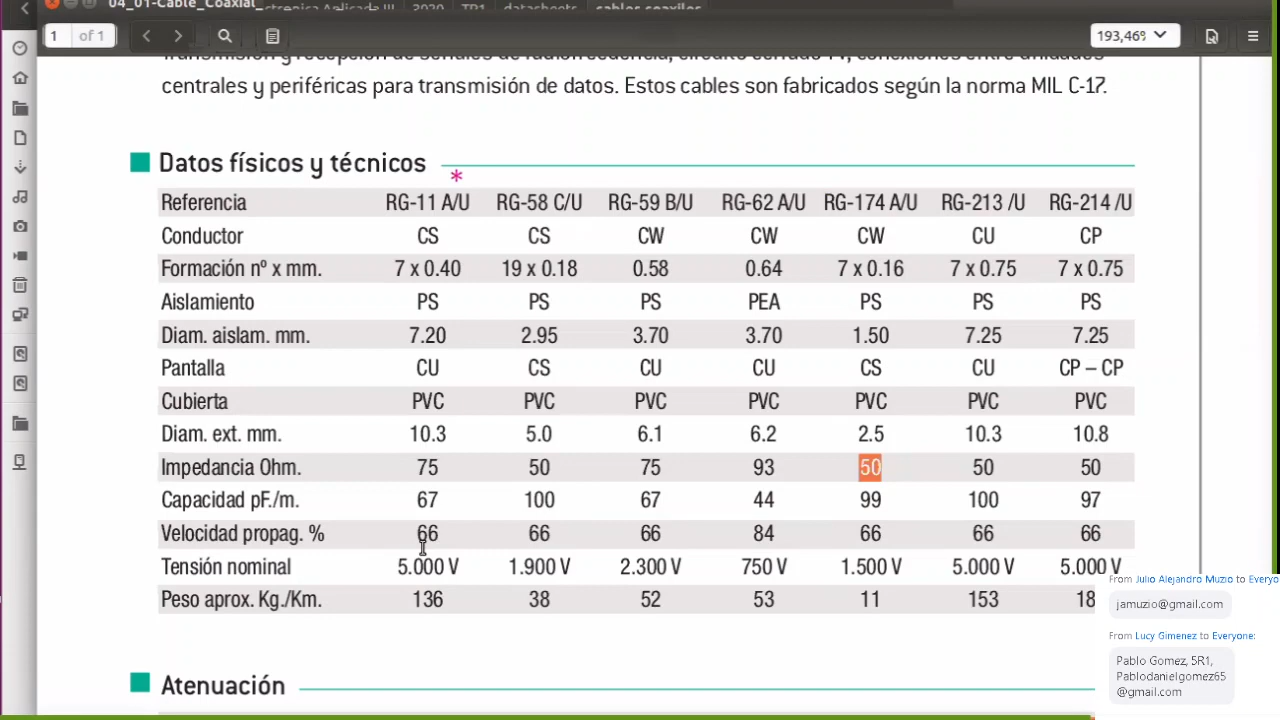 04_01-Cable_Coaxial_
1 of 1
193,46%
centrales y periféricas para transmisión de datos. Estos cables son fabricados según la norma MIL C-17.
Datos físicos y técnicos
*
Referencia RG-11 A/U RG-58 C/U RG-59 B/U RG-62 A/U RG-174 A/U RG-213 /U RG-214 /U
Conductor CS CS CW CW CW CU CP
Formación nº x mm. 7 x 0.40 19 x 0.18 0.58 0.64 7 x 0.16 7 x 0.75 7 x 0.75
Aislamiento PS PS PS PEA PS PS PS
Diam. aislam. mm. 7.20 2.95 3.70 3.70 1.50 7.25 7.25
Pantalla CU CS CU CU CS CU CP – CP
Cubierta PVC PVC PVC PVC PVC PVC PVC
Diam. ext. mm. 10.3 5.0 6.1 6.2 2.5 10.3 10.8
Impedancia Ohm. 75 50 75 93 50 50 50
Capacidad pF./m. 67 100 67 44 99 100 97
Velocidad propag. % 66 66 66 84 66 66 66
Tensión nominal 5.000 V 1.900 V 2.300 V 750 V 1.500 V 5.000 V 5.000 V
Peso aprox. Kg./Km. 136 38 52 53 11 153 18
Atenuación
From Julio Alejandro Muzio to Everyo
jamuzio@gmail.com
From Lucy Gimenez to Everyone:
Pablo Gomez, 5R1,
Pablodanielgomez65
@gmail.com